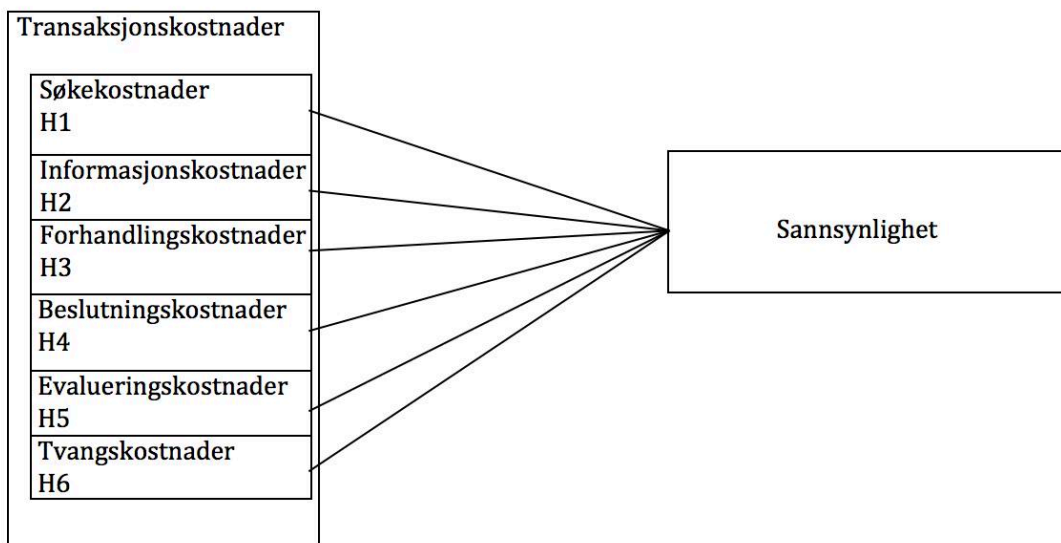 Transaksjonskostnader
Søkekostnader
H1
Informasjonskostnader
H2
Forhandlingskostnader
H3
Beslutningskostnader
H4
Evalueringskostnader
H5
Tvangskostnader
H6
Sannsynlighet